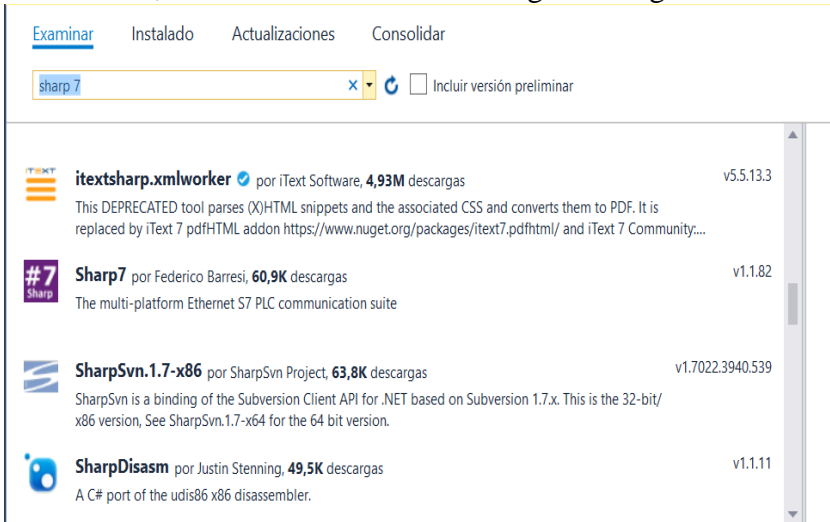 Examinar Instalado Actualizaciones Consolidar
sharp 7 Incluir versión preliminar
ITEXT
itextsharp.xmlworker por iText Software, 4,93M descargas v5.5.13.3
This DEPRECATED tool parses (X)HTML snippets and the associated CSS and converts them to PDF. It is
replaced by iText 7 pdfHTML addon https://www.nuget.org/packages/itext7.pdfhtml/ and iText 7 Community:...
#7
Sharp
Sharp7 por Federico Barresi, 60,9K descargas v1.1.82
The multi-platform Ethernet S7 PLC communication suite
SharpSvn.1.7-x86 por SharpSvn Project, 63,8K descargas v1.7022.3940.539
SharpSvn is a binding of the Subversion Client API for .NET based on Subversion 1.7.x. This is the 32-bit/
x86 version, See SharpSvn.1.7-x64 for the 64 bit version.
SharpDisasm por Justin Stenning, 49,5K descargas v1.1.11
A C# port of the udis86 x86 disassembler.